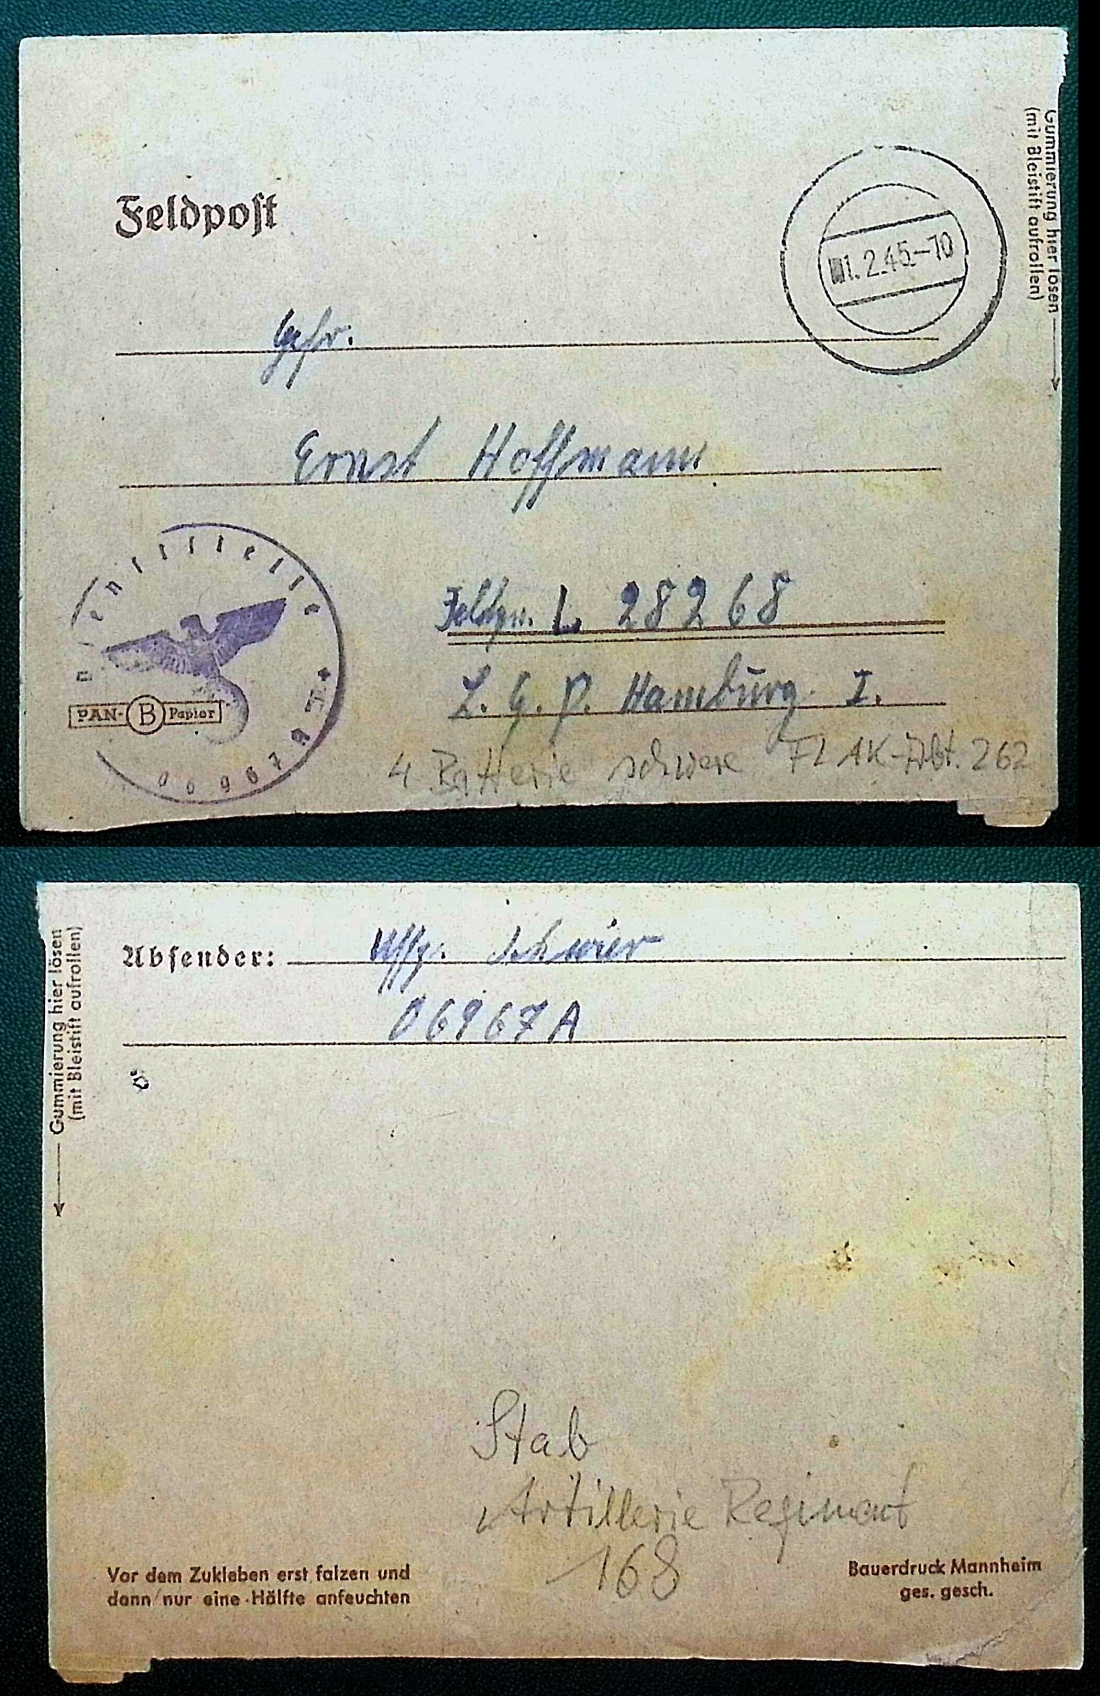 Feldpost
Gummierung hier lösen
(mit Bleistift aufrollen)
1.2.45.-10
Gefr.
Ernst Hoffmann
Feldpn. L 28268
L.G.P. Hamburg I.
PAN-B Papier
06967A
4 Batterie schwere FLAK-Abt. 262
Absender: Uffz. Schwier
06967A
Gummierung hier lösen
(mit Bleistift aufrollen)
Stab
Artillerie Regiment
168
Vor dem Zukleben erst falzen und
dann nur eine Hälfte anfeuchten
Bauerdruck Mannheim
ges. gesch.